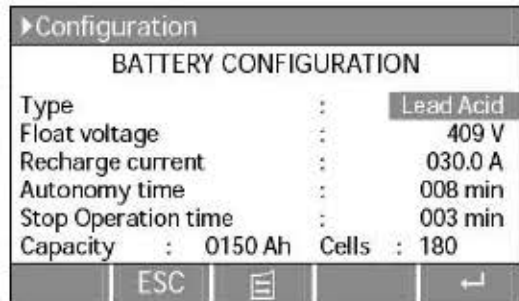 Configuration
BATTERY CONFIGURATION
Type : Lead Acid
Float voltage : 409 V
Recharge current : 030.0 A
Autonomy time : 008 min
Stop Operation time : 003 min
Capacity : 0150 Ah Cells : 180
ESC